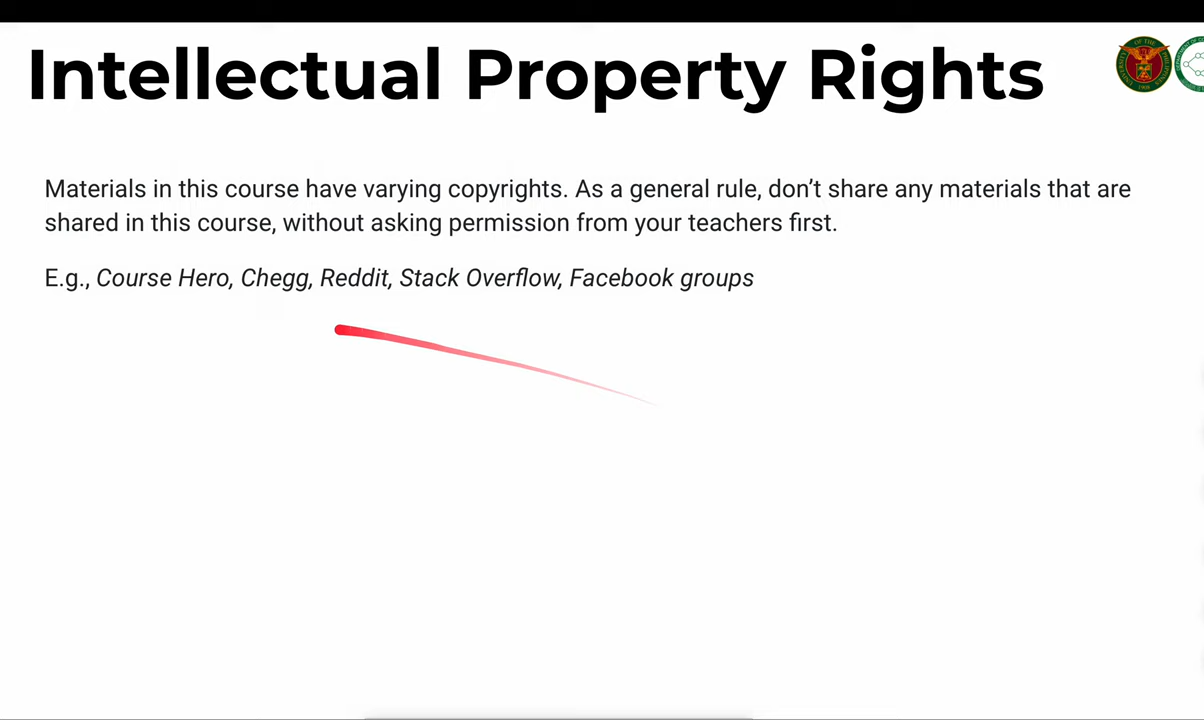 Intellectual Property Rights
Materials in this course have varying copyrights. As a general rule, don’t share any materials that are
shared in this course, without asking permission from your teachers first.
E.g., Course Hero, Chegg, Reddit, Stack Overflow, Facebook groups